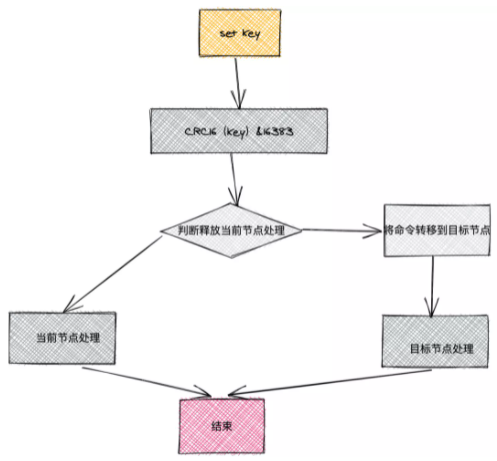 set key
CRC16 (key) &16383
判断释放当前节点处理
将命令转移到目标节点
当前节点处理
目标节点处理
结束